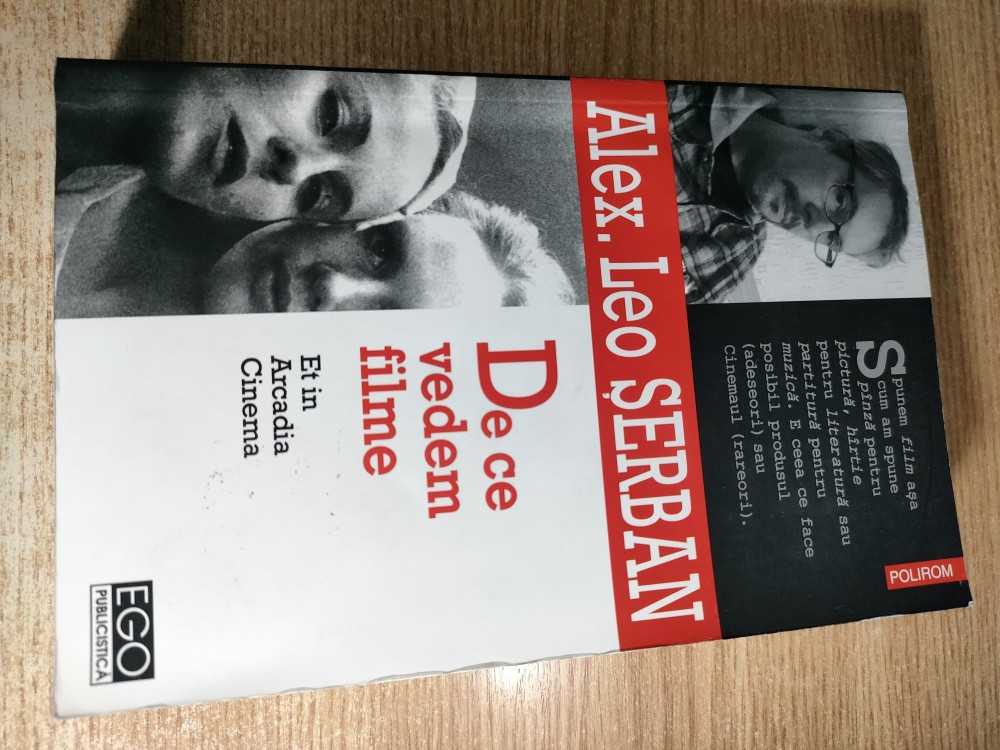 Spunem film așa
cum am spune
pînză pentru
pictură, hîrtie
pentru literatură sau
partitură pentru
muzică. E ceea ce face
posibil produsul
(adeseori) sau
Cinemaul (rareori).
POLIROM
Alex. Leo ȘERBAN
De ce
vedem
filme
Et in
Arcadia
Cinema
EGO
PUBLICISTICĂ